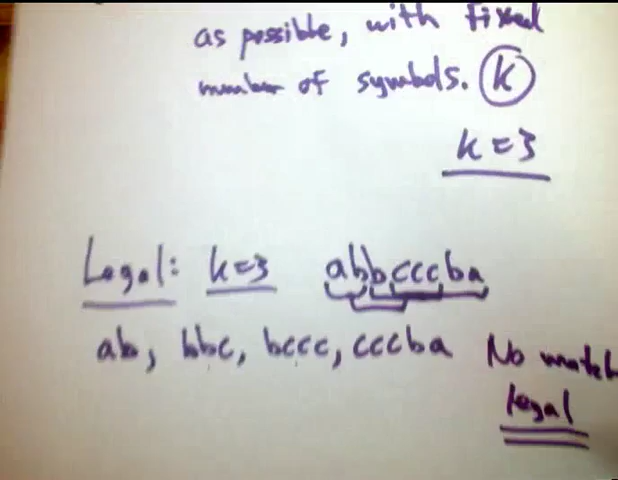 as possible, with fixed
number of symbols. k
k=3
Legal: k=3 abbcccba
ab, bbc, bccc, cccba No match
legal